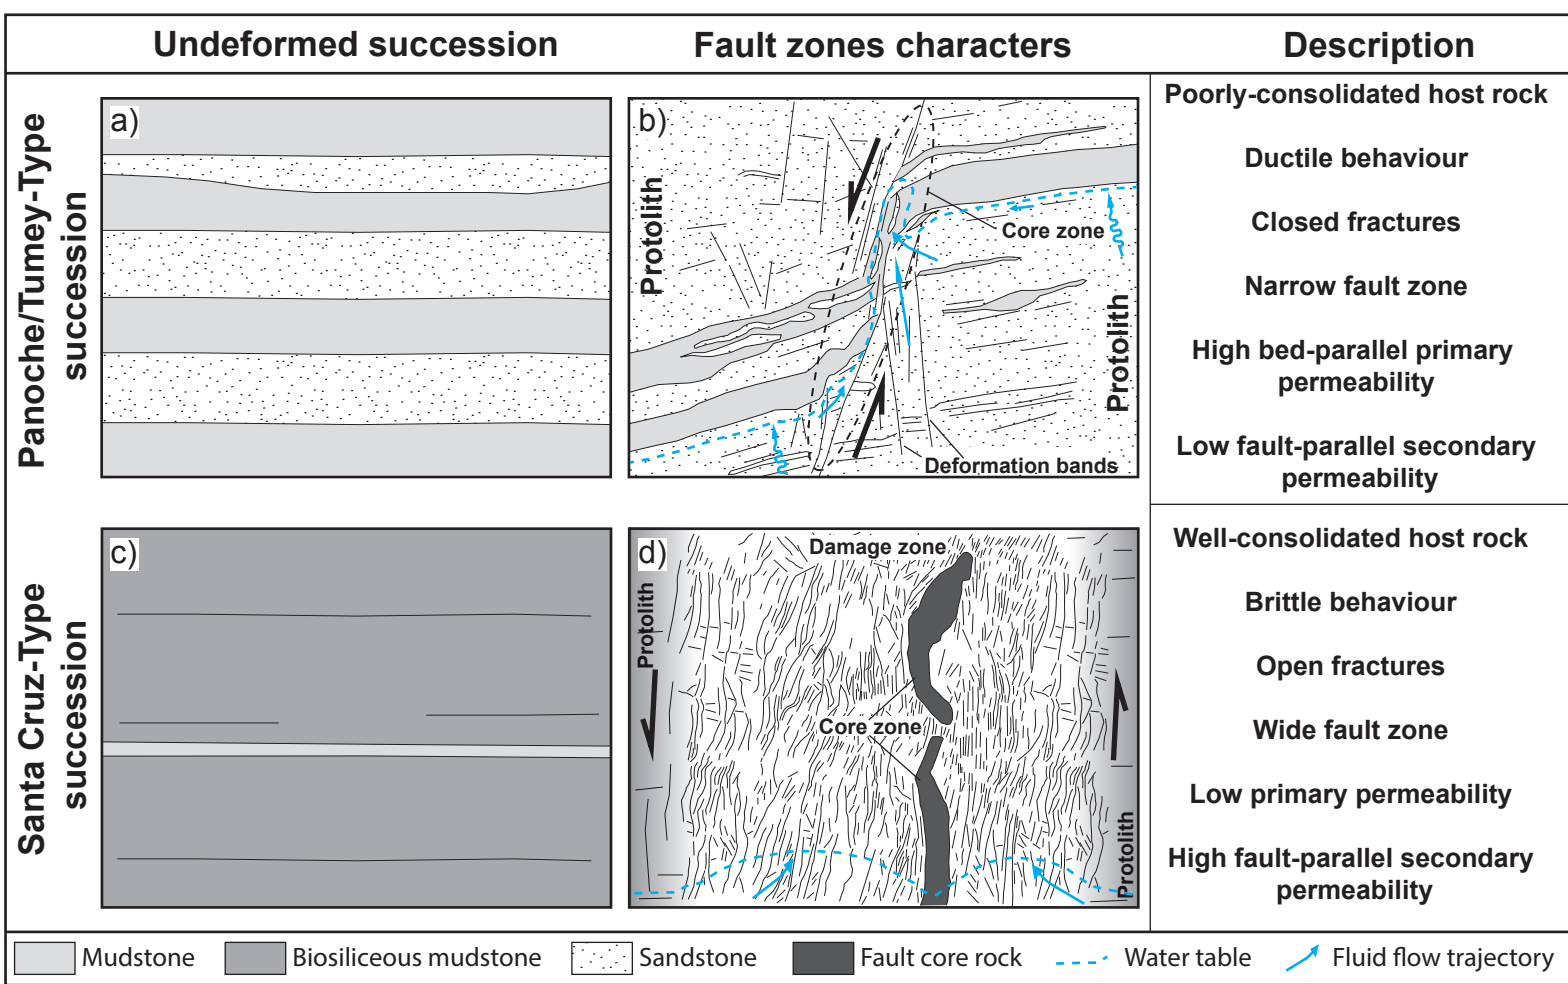 Undeformed succession
Fault zones characters
Description
Panoche/Tumey-Type
succession
a)
b)
Protolith
Core zone
Protolith
Deformation bands
Poorly-consolidated host rock
Ductile behaviour
Closed fractures
Narrow fault zone
High bed-parallel primary
permeability
Low fault-parallel secondary
permeability
Santa Cruz-Type
succession
c)
d)
Damage zone
Protolith
Core zone
Protolith
Well-consolidated host rock
Brittle behaviour
Open fractures
Wide fault zone
Low primary permeability
High fault-parallel secondary
permeability
Mudstone
Biosiliceous mudstone
Sandstone
Fault core rock
Water table
Fluid flow trajectory